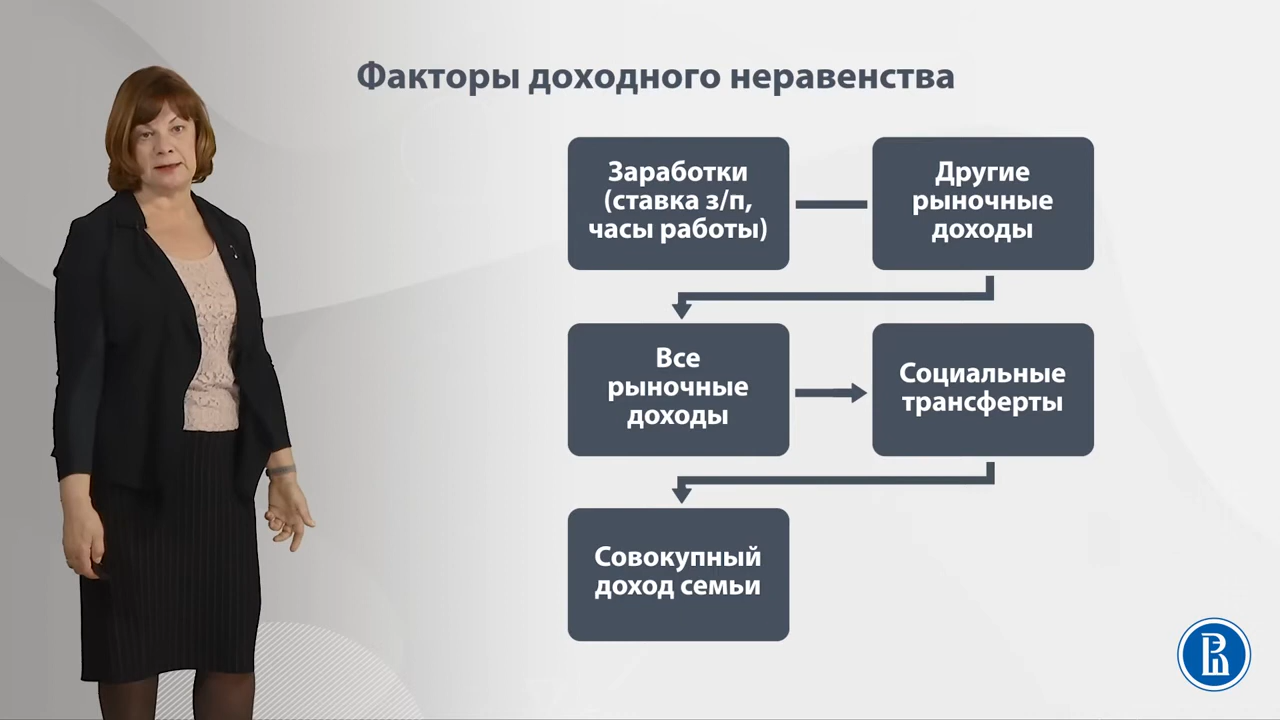 Факторы доходного неравенства
Заработки
(ставка з/п,
часы работы)
Другие
рыночные
доходы
Все
рыночные
доходы
Социальные
трансферты
Совокупный
доход семьи